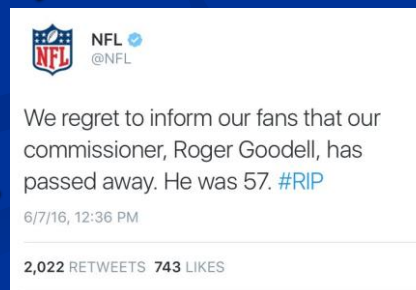 NFL
NFL
@NFL
We regret to inform our fans that our
commissioner, Roger Goodell, has
passed away. He was 57. #RIP
6/7/16, 12:36 PM
2,022 RETWEETS 743 LIKES